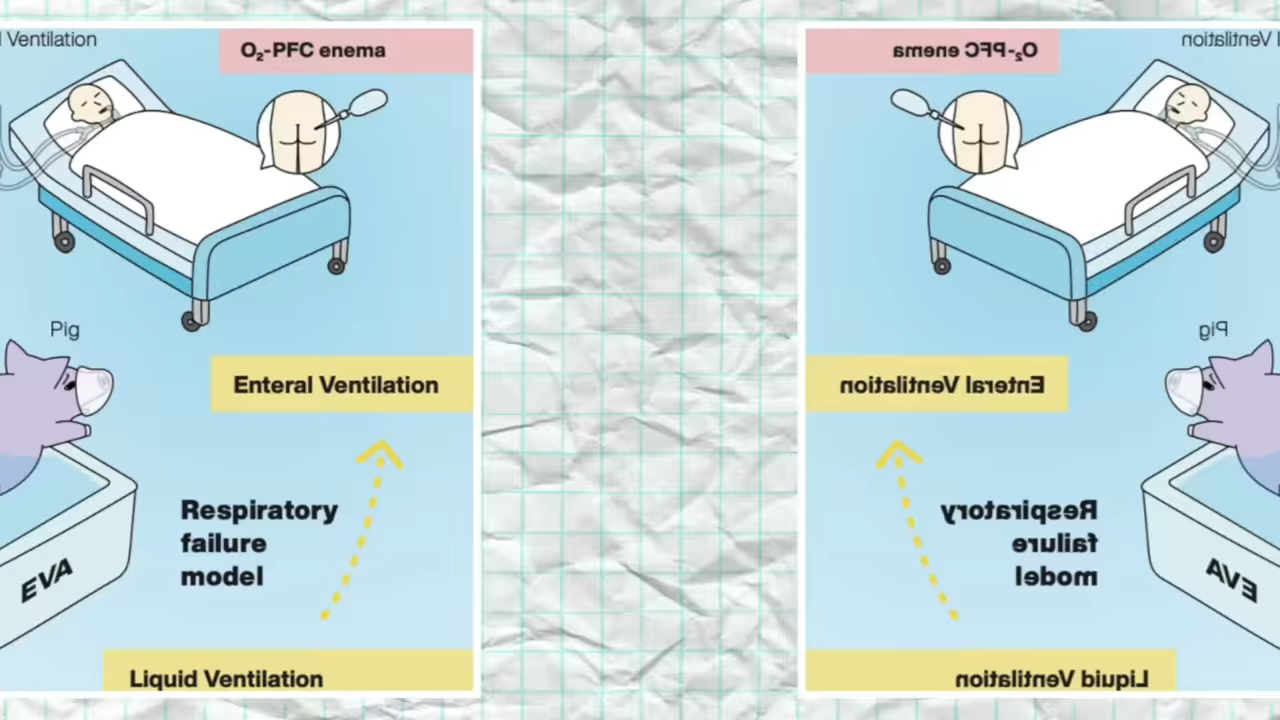 l Ventilation
O₂-PFC enema
Pig
Enteral Ventilation
Respiratory
failure
model
EVA
Liquid Ventilation
l Ventilation
O₂-PFC enema
Pig
Enteral Ventilation
Respiratory
failure
model
EVA
Liquid Ventilation